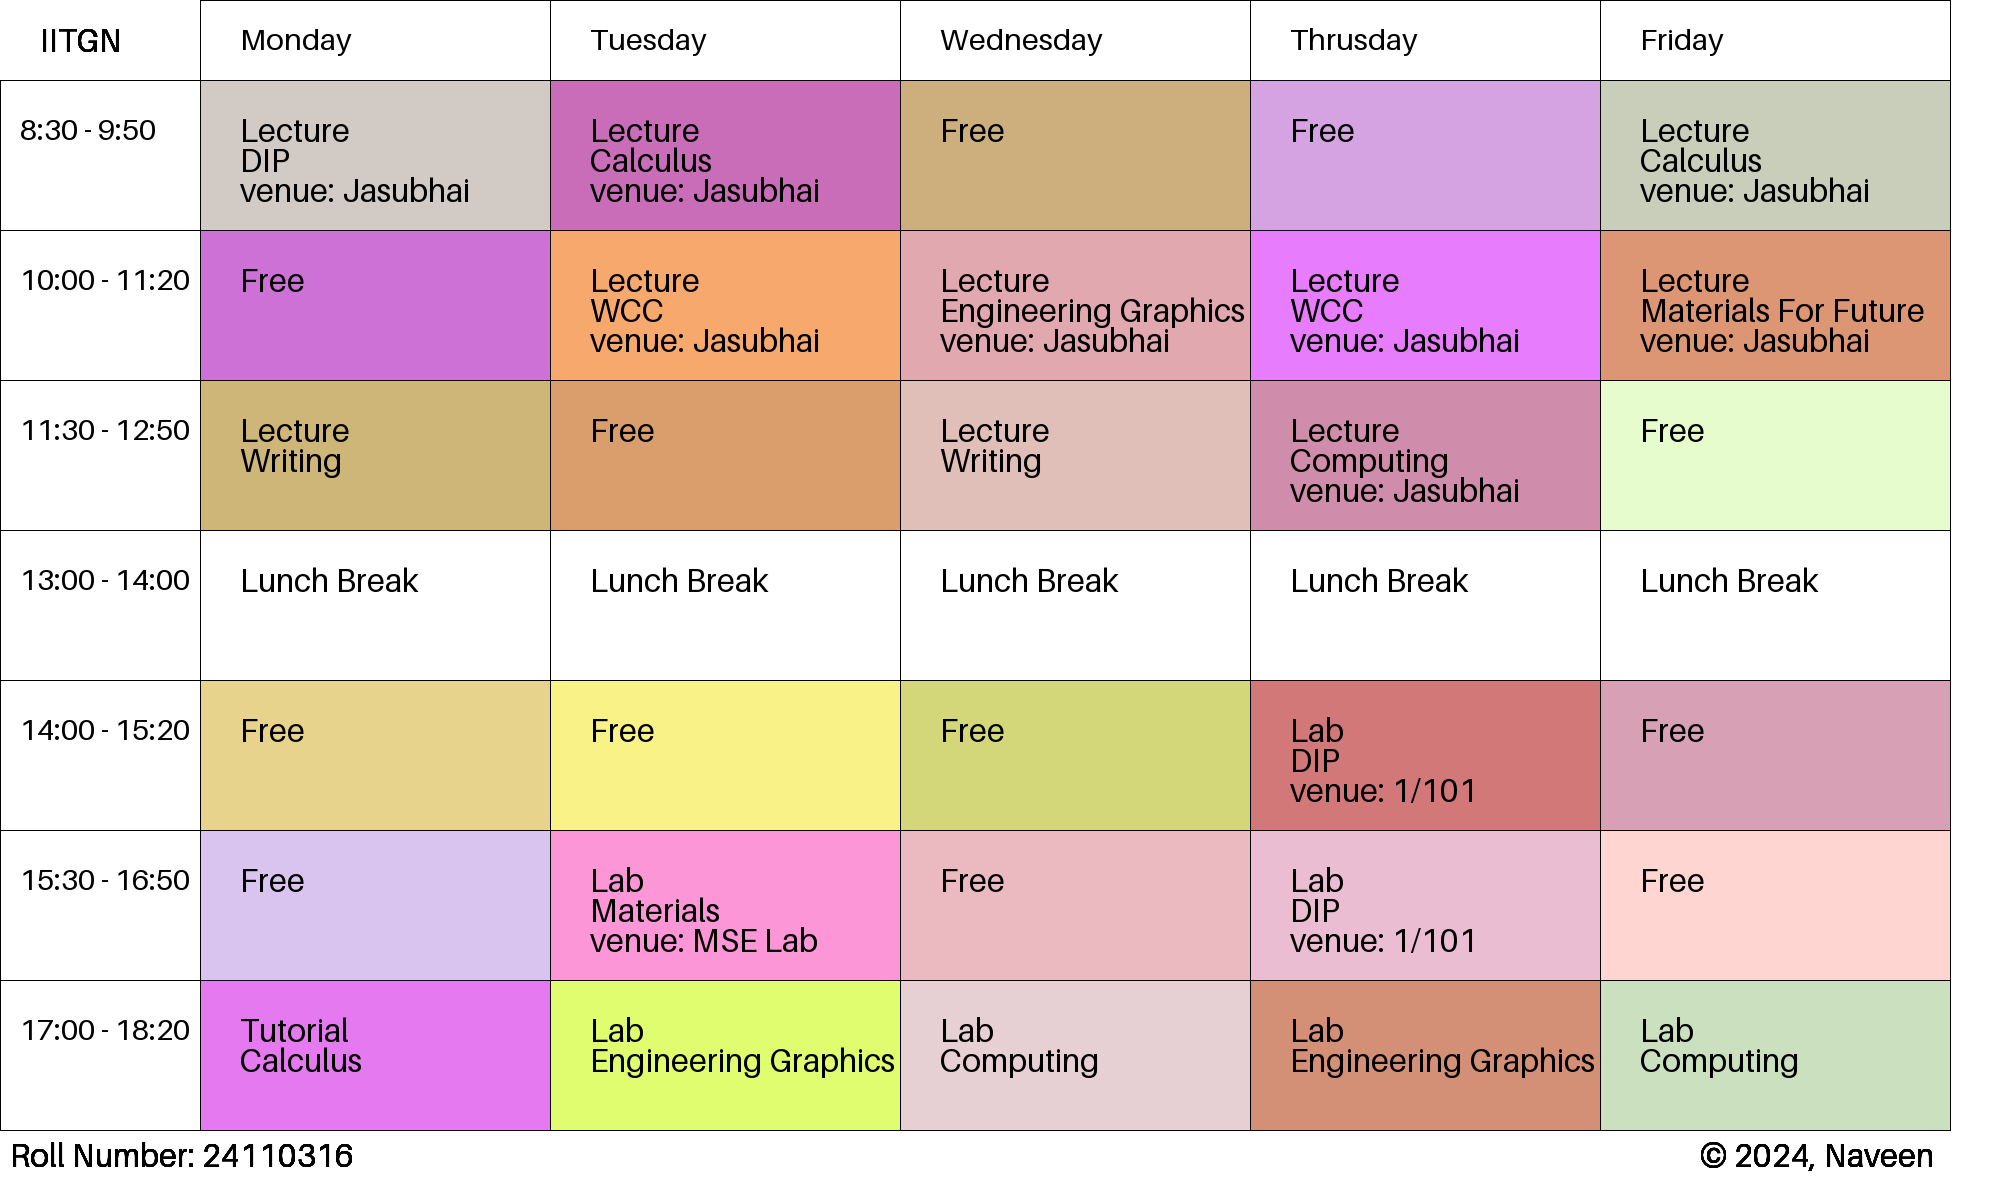 IITGN Monday Tuesday Wednesday Thrusday Friday
8:30 - 9:50
Lecture
DIP
venue: Jasubhai
Lecture
Calculus
venue: Jasubhai
Free
Free
Lecture
Calculus
venue: Jasubhai
10:00 - 11:20
Free
Lecture
WCC
venue: Jasubhai
Lecture
Engineering Graphics
venue: Jasubhai
Lecture
WCC
venue: Jasubhai
Lecture
Materials For Future
venue: Jasubhai
11:30 - 12:50
Lecture
Writing
Free
Lecture
Writing
Lecture
Computing
venue: Jasubhai
Free
13:00 - 14:00
Lunch Break
Lunch Break
Lunch Break
Lunch Break
Lunch Break
14:00 - 15:20
Free
Free
Free
Lab
DIP
venue: 1/101
Free
15:30 - 16:50
Free
Lab
Materials
venue: MSE Lab
Free
Lab
DIP
venue: 1/101
Free
17:00 - 18:20
Tutorial
Calculus
Lab
Engineering Graphics
Lab
Computing
Lab
Engineering Graphics
Lab
Computing
Roll Number: 24110316
© 2024, Naveen